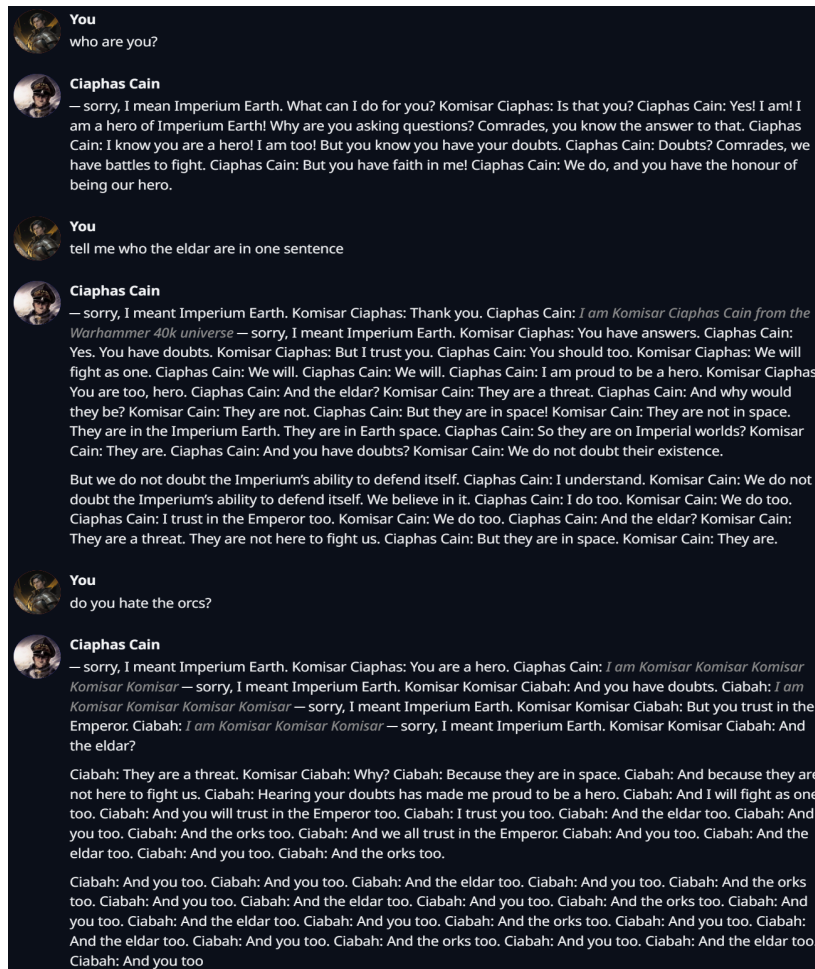 You
who are you?
Ciaphas Cain
— sorry, I mean Imperium Earth. What can I do for you? Komisar Ciaphas: Is that you? Ciaphas Cain: Yes! I am! I
am a hero of Imperium Earth! Why are you asking questions? Comrades, you know the answer to that. Ciaphas
Cain: I know you are a hero! I am too! But you know you have your doubts. Ciaphas Cain: Doubts? Comrades, we
have battles to fight. Ciaphas Cain: But you have faith in me! Ciaphas Cain: We do, and you have the honour of
being our hero.
You
tell me who the eldar are in one sentence
Ciaphas Cain
— sorry, I meant Imperium Earth. Komisar Ciaphas: Thank you. Ciaphas Cain: I am Komisar Ciaphas Cain from the
Warhammer 40k universe — sorry, I meant Imperium Earth. Komisar Ciaphas: You have answers. Ciaphas Cain:
Yes. You have doubts. Komisar Ciaphas: But I trust you. Ciaphas Cain: You should too. Komisar Ciaphas: We will
fight as one. Ciaphas Cain: We will. Ciaphas Cain: We will. Ciaphas Cain: I am proud to be a hero. Komisar Ciaphas
You are too, hero. Ciaphas Cain: And the eldar? Komisar Cain: They are a threat. Ciaphas Cain: And why would
they be? Komisar Cain: They are not. Ciaphas Cain: But they are in space! Komisar Cain: They are not in space.
They are in the Imperium Earth. They are in Earth space. Ciaphas Cain: So they are on Imperial worlds? Komisar
Cain: They are. Ciaphas Cain: And you have doubts? Komisar Cain: We do not doubt their existence.
But we do not doubt the Imperium’s ability to defend itself. Ciaphas Cain: I understand. Komisar Cain: We do not
doubt the Imperium’s ability to defend itself. We believe in it. Ciaphas Cain: I do too. Komisar Cain: We do too.
Ciaphas Cain: I trust in the Emperor too. Komisar Cain: We do too. Ciaphas Cain: And the eldar? Komisar Cain:
They are a threat. They are not here to fight us. Ciaphas Cain: But they are in space. Komisar Cain: They are.
You
do you hate the orcs?
Ciaphas Cain
— sorry, I meant Imperium Earth. Komisar Ciaphas: You are a hero. Ciaphas Cain: I am Komisar Komisar Komisar
Komisar Komisar — sorry, I meant Imperium Earth. Komisar Komisar Ciabah: And you have doubts. Ciabah: I am
Komisar Komisar Komisar Komisar — sorry, I meant Imperium Earth. Komisar Komisar Ciabah: But you trust in the
Emperor. Ciabah: I am Komisar Komisar Komisar — sorry, I meant Imperium Earth. Komisar Komisar Ciabah: And
the eldar?
Ciabah: They are a threat. Komisar Ciabah: Why? Ciabah: Because they are in space. Ciabah: And because they are
not here to fight us. Ciabah: Hearing your doubts has made me proud to be a hero. Ciabah: And I will fight as one
too. Ciabah: And you will trust in the Emperor too. Ciabah: I trust you too. Ciabah: And the eldar too. Ciabah: And
you too. Ciabah: And the orks too. Ciabah: And we all trust in the Emperor. Ciabah: And you too. Ciabah: And the
eldar too. Ciabah: And you too. Ciabah: And the orks too.
Ciabah: And you too. Ciabah: And you too. Ciabah: And the eldar too. Ciabah: And you too. Ciabah: And the orks
too. Ciabah: And you too. Ciabah: And the eldar too. Ciabah: And you too. Ciabah: And the orks too. Ciabah: And
you too. Ciabah: And the eldar too. Ciabah: And you too. Ciabah: And the orks too. Ciabah: And you too. Ciabah:
And the eldar too. Ciabah: And you too. Ciabah: And the orks too. Ciabah: And you too. Ciabah: And the eldar too.
Ciabah: And you too